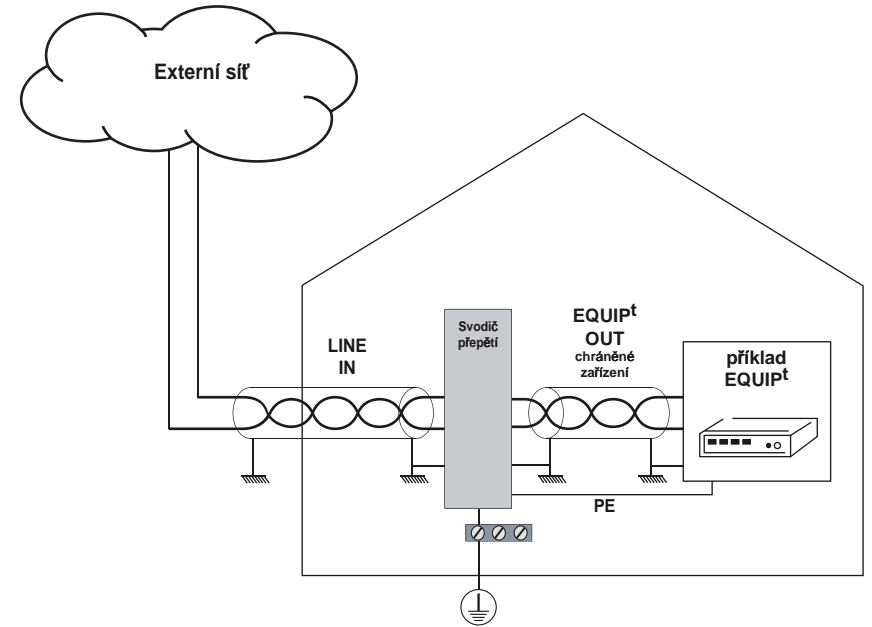 Externí síť
LINE
IN
Svodič
přepětí
EQUIPt
OUT
chráněné
zařízení
příklad
EQUIPt
PE